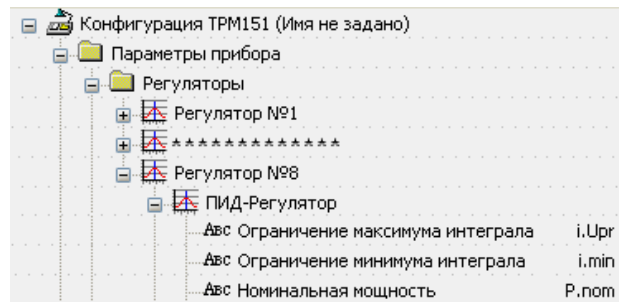 Конфигурация ТРМ151 (Имя не задано)
Параметры прибора
Регуляторы
Регулятор №1
*************
Регулятор №8
ПИД-Регулятор
Авс Ограничение максимума интеграла i.Upr
Авс Ограничение минимума интеграла i.min
Авс Номинальная мощность P.nom